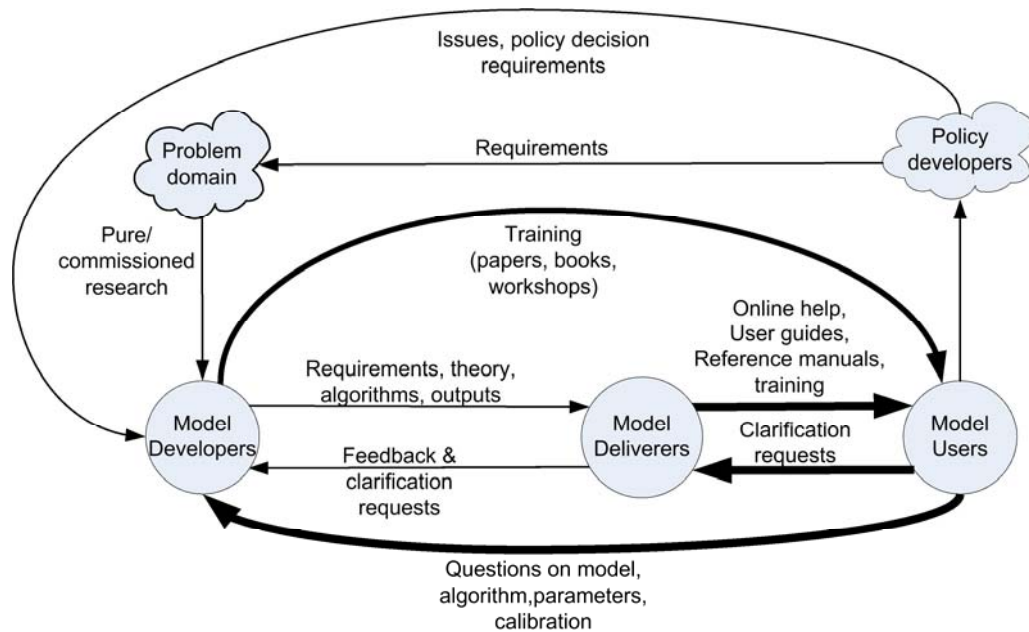 Issues, policy decision
requirements
Problem
domain
Requirements
Policy
developers
Pure/
commissioned
research
Training
(papers, books,
workshops)
Online help,
User guides,
Reference manuals,
training
Requirements, theory,
algorithms, outputs
Model
Developers
Model
Deliverers
Model
Users
Feedback &
clarification
requests
Clarification
requests
Questions on model,
algorithm,parameters,
calibration